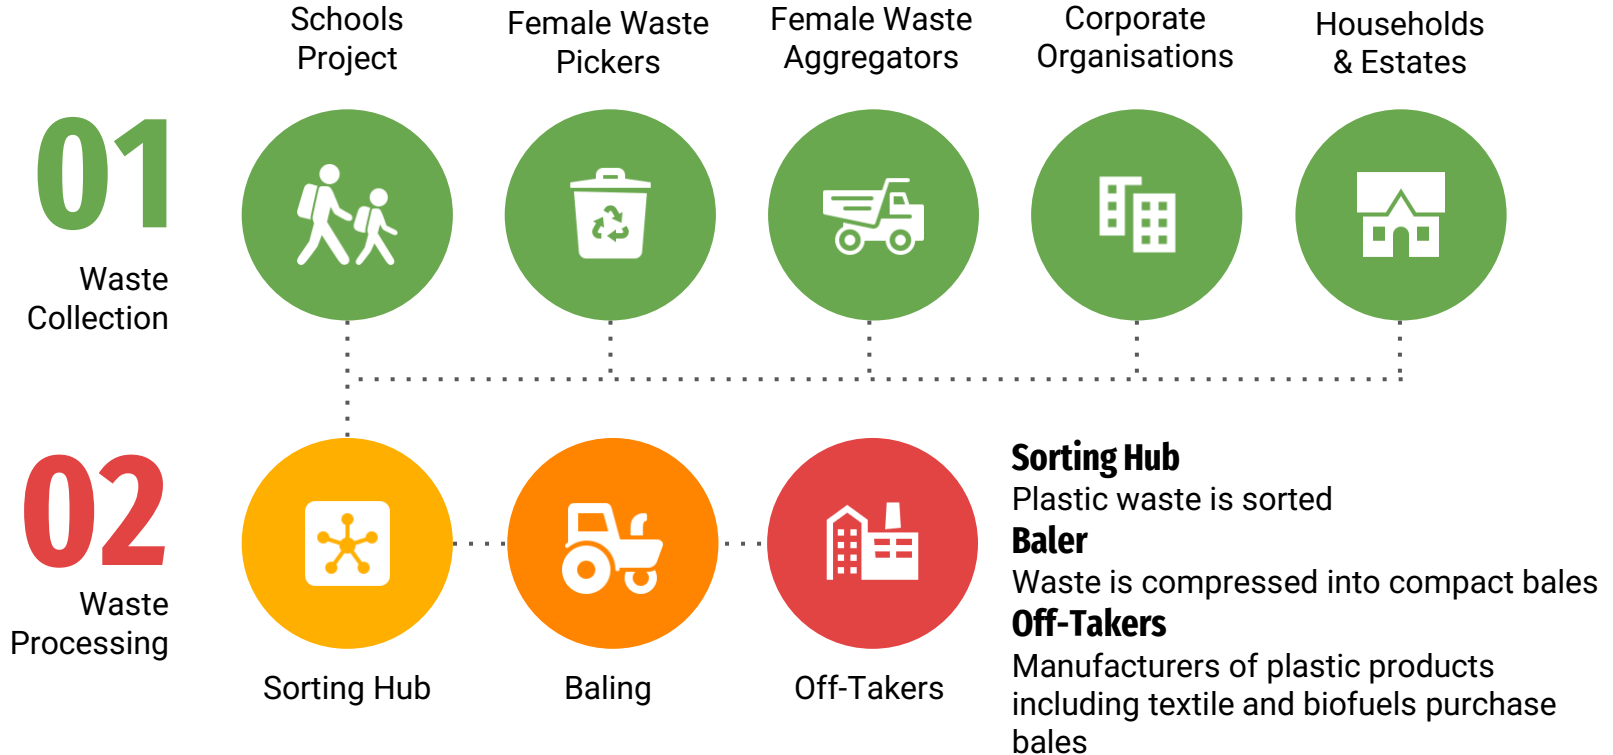 Schools
Project
Female Waste
Pickers
Female Waste
Aggregators
Corporate
Organisations
Households
& Estates
01
Waste
Collection
02
Waste
Processing
Sorting Hub
Baling
Off-Takers
Sorting Hub
Plastic waste is sorted
Baler
Waste is compressed into compact bales
Off-Takers
Manufacturers of plastic products
including textile and biofuels purchase
bales